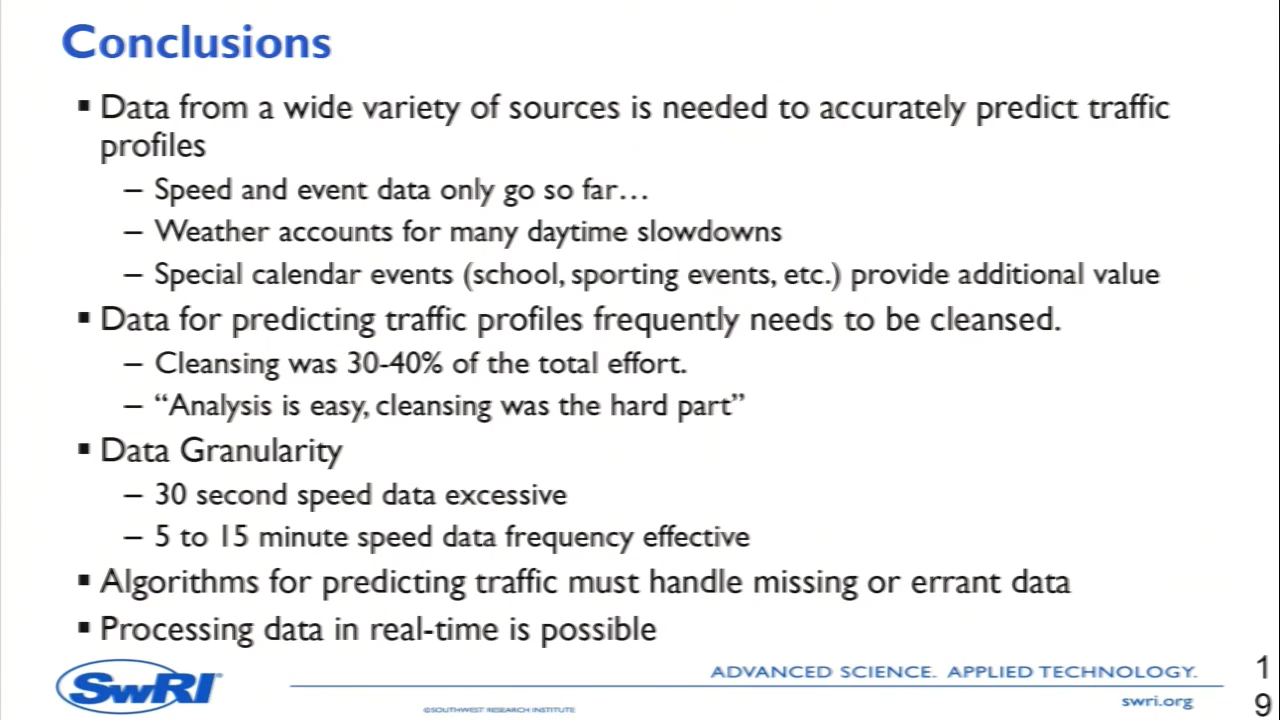 Conclusions
▪ Data from a wide variety of sources is needed to accurately predict traffic
profiles
– Speed and event data only go so far…
– Weather accounts for many daytime slowdowns
– Special calendar events (school, sporting events, etc.) provide additional value
▪ Data for predicting traffic profiles frequently needs to be cleansed.
– Cleansing was 30-40% of the total effort.
– “Analysis is easy, cleansing was the hard part”
▪ Data Granularity
– 30 second speed data excessive
– 5 to 15 minute speed data frequency effective
▪ Algorithms for predicting traffic must handle missing or errant data
▪ Processing data in real-time is possible
SwRI
©SOUTHWEST RESEARCH INSTITUTE
ADVANCED SCIENCE. APPLIED TECHNOLOGY.
swri.org
1
9